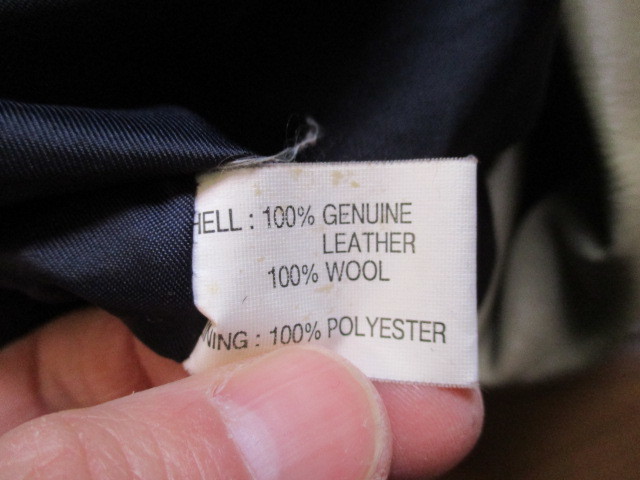 HELL : 100% GENUINE
LEATHER
100% WOOL
NING : 100% POLYESTER